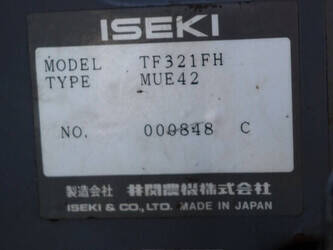 ISEKI
MODEL TF321FH
TYPE MUE42
NO. 000848 C
製造会社 井関農機株式会社
ISEKI & CO., LTD. MADE IN JAPAN